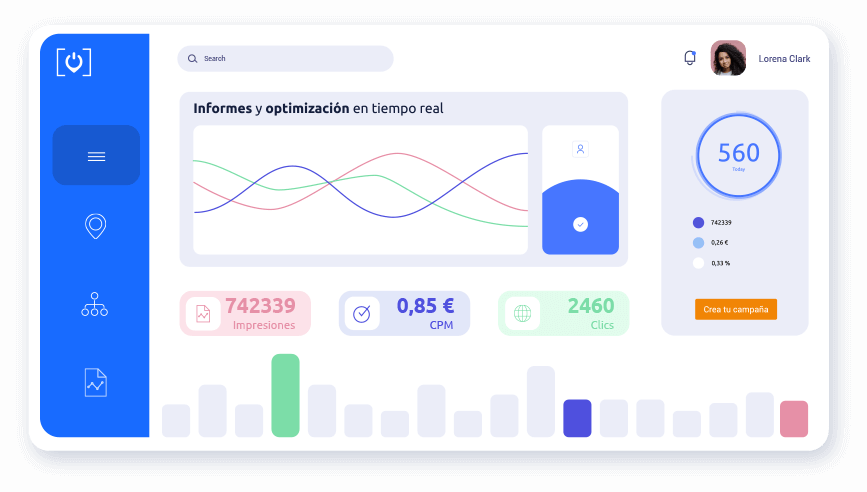 Search
Lorena Clark
Informes y optimización en tiempo real
560
Today
742339
0,26 €
0,33 %
Crea tu campaña
742339
Impresiones
0,85 €
CPM
2460
Clics